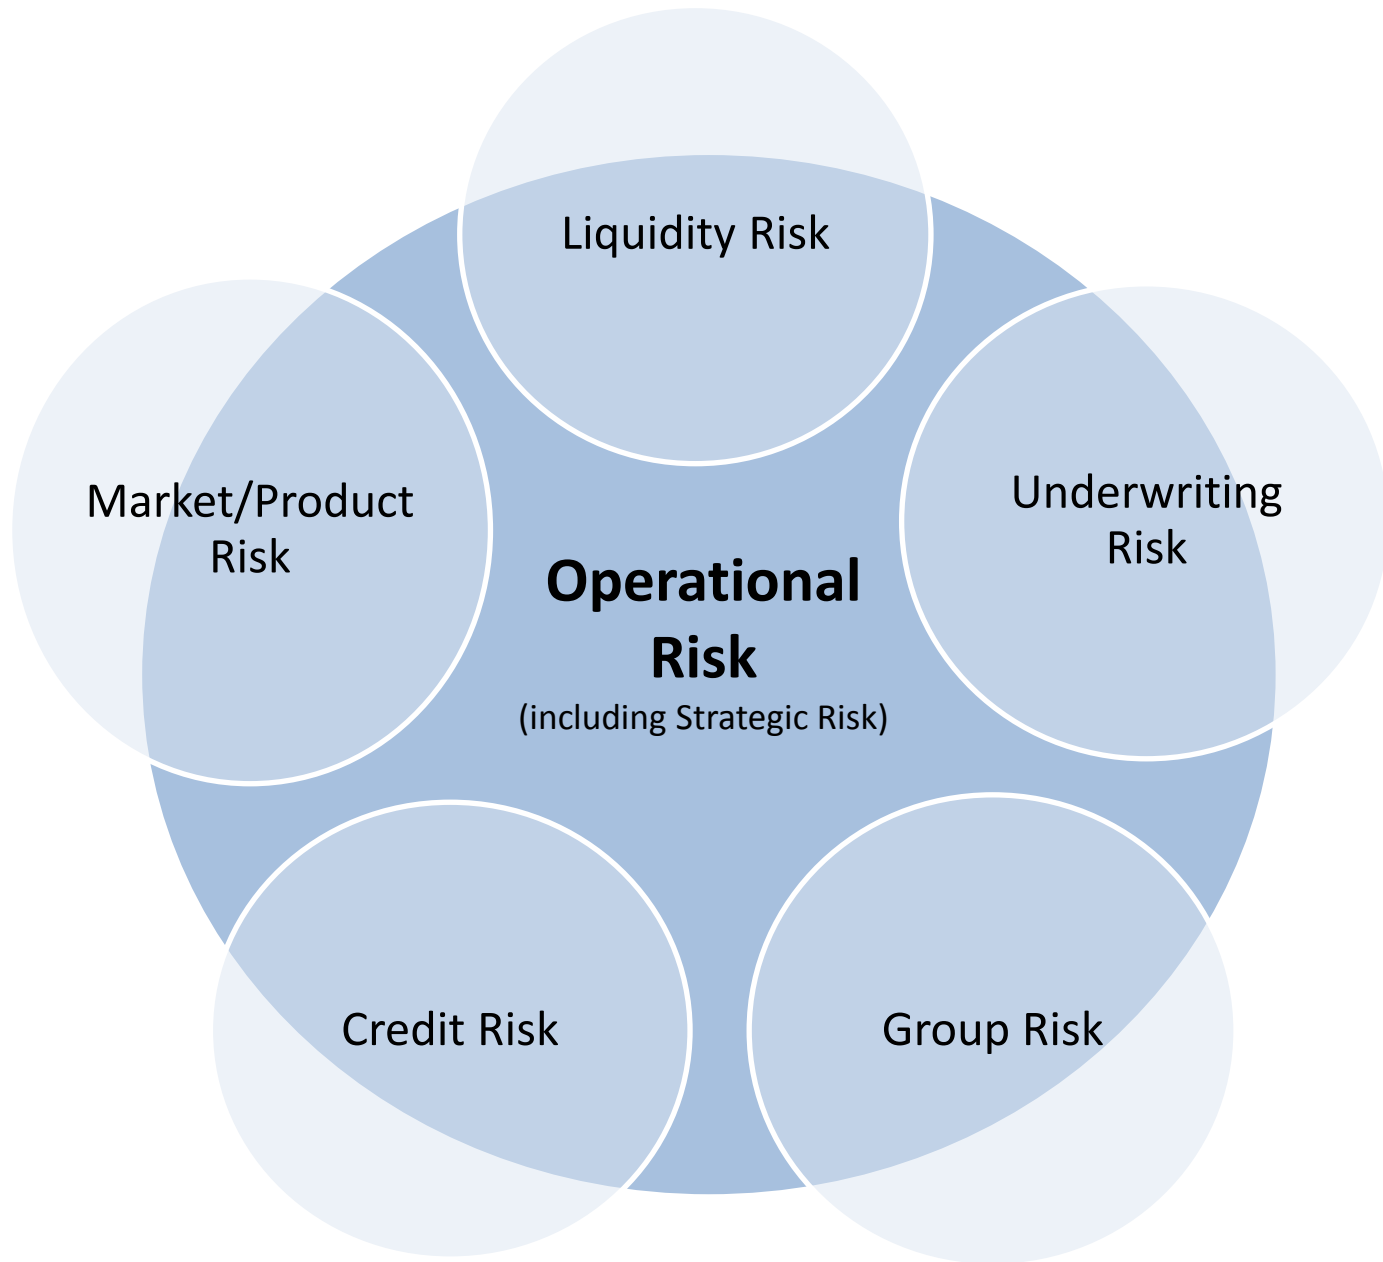 Liquidity Risk
Market/Product
Risk
Underwriting
Risk
Operational
Risk
(including Strategic Risk)
Credit Risk
Group Risk